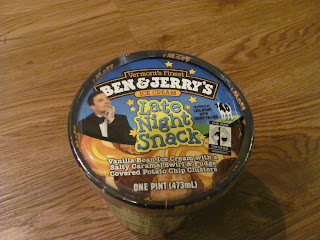 Vermont's Finest
BEN & JERRY'S
ICE CREAM
Late
Night
Snack
Vanilla Bean Ice Cream with a
Salty Caramel Swirl & Fudge
Covered Potato Chip Clusters
ONE PINT (473mL)